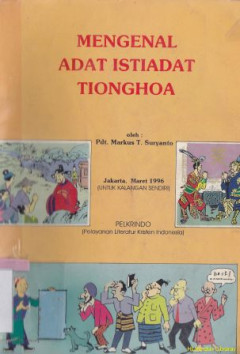 MENGENAL
ADAT ISTIADAT
TIONGHOA
oleh :
Pdt. Markus T. Suryanto
Jakarta, Maret 1996
(UNTUK KALANGAN SENDIRI)
PELKRINDO
(Pelayanan Literatur Kristen Indonesia)